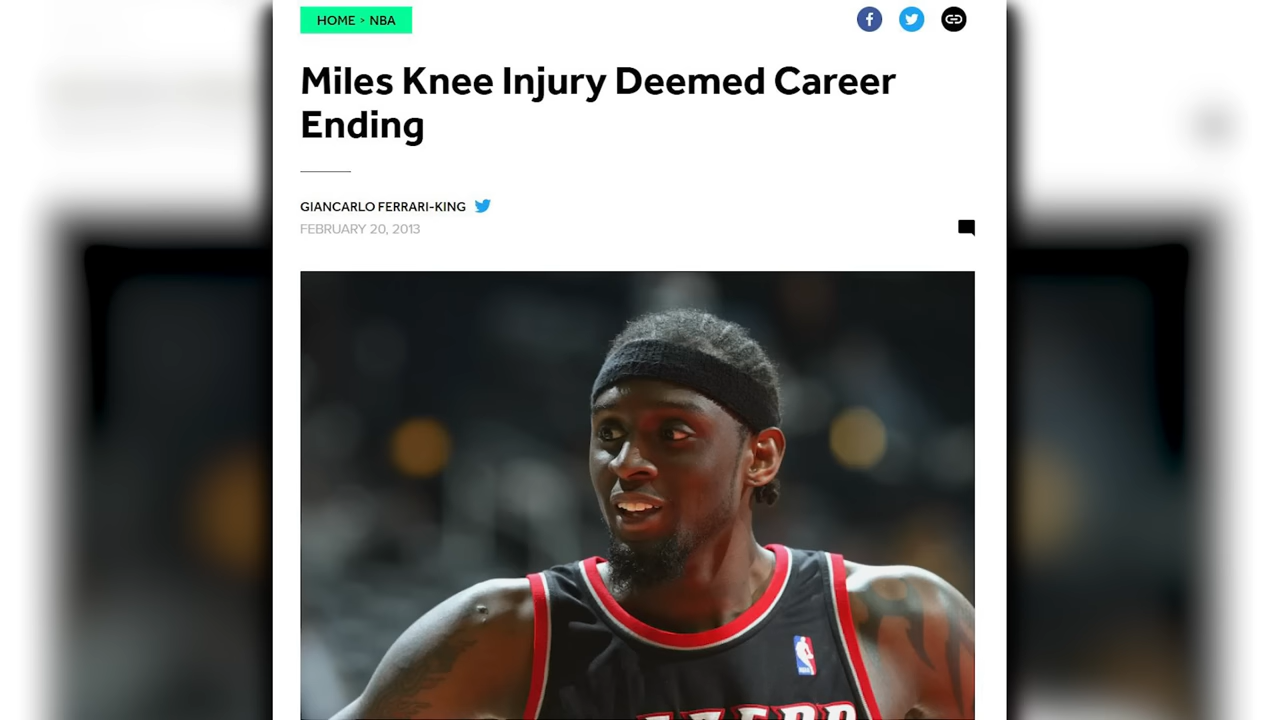 HOME > NBA
Miles Knee Injury Deemed Career
Ending
GIANCARLO FERRARI-KING
FEBRUARY 20, 2013